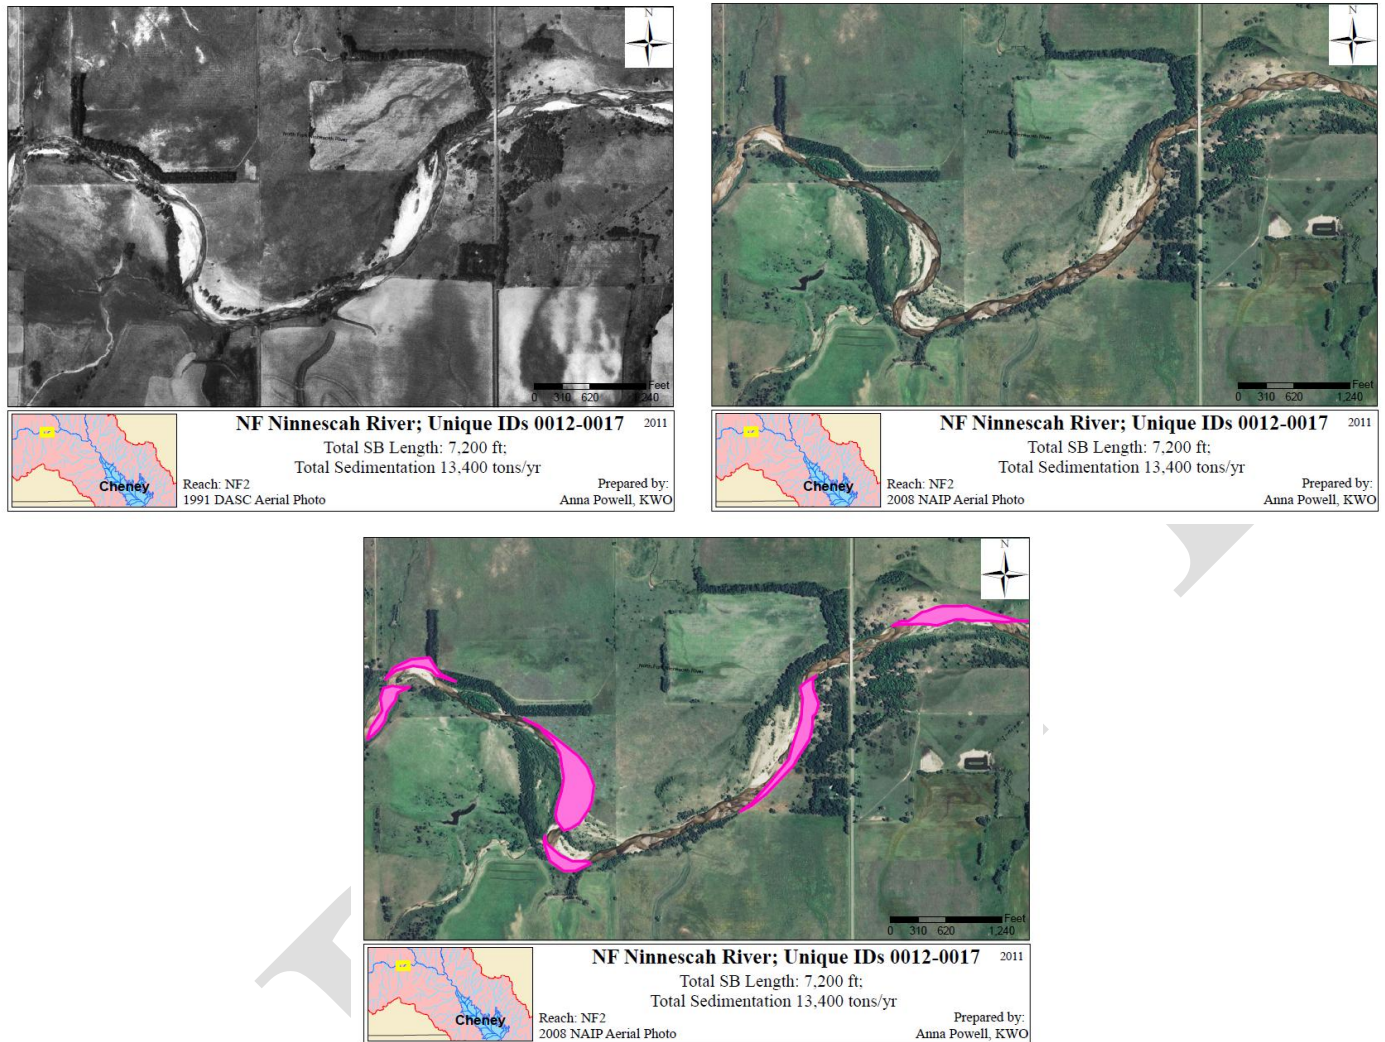 N
North Fork Ninnescah River
Feet
0 310 620 1,240
NF Ninnescah River; Unique IDs 0012-0017 2011
Total SB Length: 7,200 ft;
Total Sedimentation 13,400 tons/yr
Cheney
Reach: NF2
1991 DASC Aerial Photo
Prepared by:
Anna Powell, KWO
N
Feet
0 310 620 1,240
NF Ninnescah River; Unique IDs 0012-0017 2011
Total SB Length: 7,200 ft;
Total Sedimentation 13,400 tons/yr
Cheney
Reach: NF2
2008 NAIP Aerial Photo
Prepared by:
Anna Powell, KWO
N
Feet
0 310 620 1,240
NF Ninnescah River; Unique IDs 0012-0017 2011
Total SB Length: 7,200 ft;
Total Sedimentation 13,400 tons/yr
Cheney
Reach: NF2
2008 NAIP Aerial Photo
Prepared by:
Anna Powell, KWO